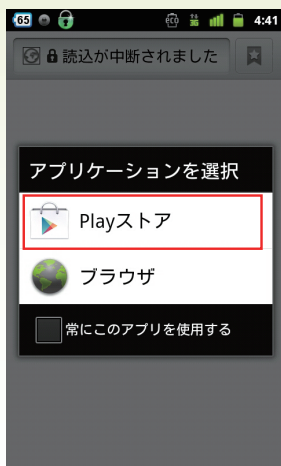 65
eco
4:41
読込が中断されました
アプリケーションを選択
Playストア
ブラウザ
常にこのアプリを使用する